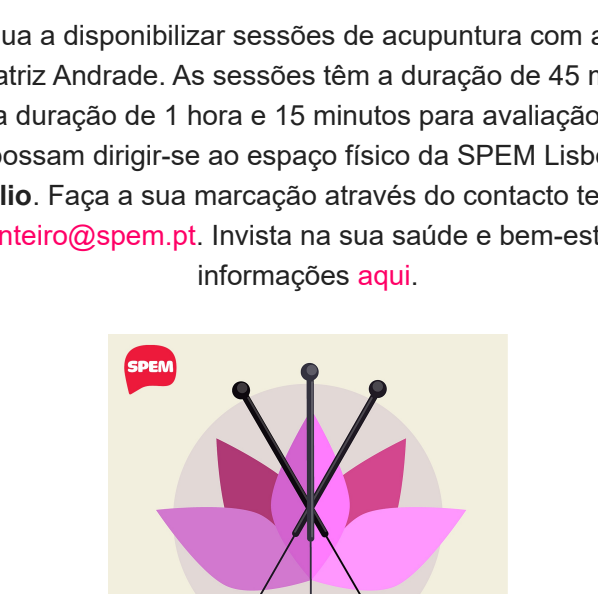 ua a disponibilizar sessões de acupuntura com a
atriz Andrade. As sessões têm a duração de 45 m
a duração de 1 hora e 15 minutos para avaliação
possam dirigir-se ao espaço físico da SPEM Lisb
lio. Faça a sua marcação através do contacto te
nteiro@spem.pt. Invista na sua saúde e bem-est
informações aqui.
SPEM